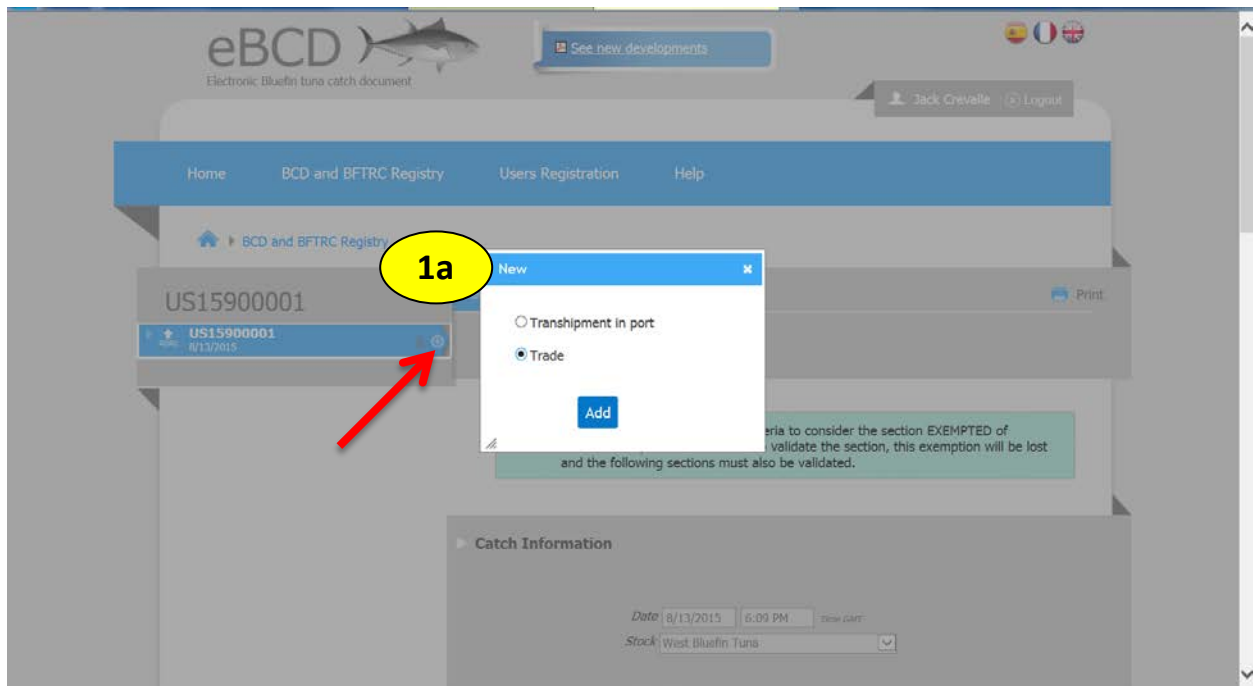 eBCD
Electronic Bluefin tuna catch document
See new developments
Jack Crevalle Logout
Home BCD and BFTRC Registry Users Registration Help
BCD and BFTRC Registry
1a
New
US15900001
Print
US15900001
8/13/2015
Transhipment in port
Trade
Add
eria to consider the section EXEMPTED of
validate the section, this exemption will be lost
and the following sections must also be validated.
Catch Information
Date 8/13/2015 6:09 PM Time GMT
Stock West Bluefin Tuna